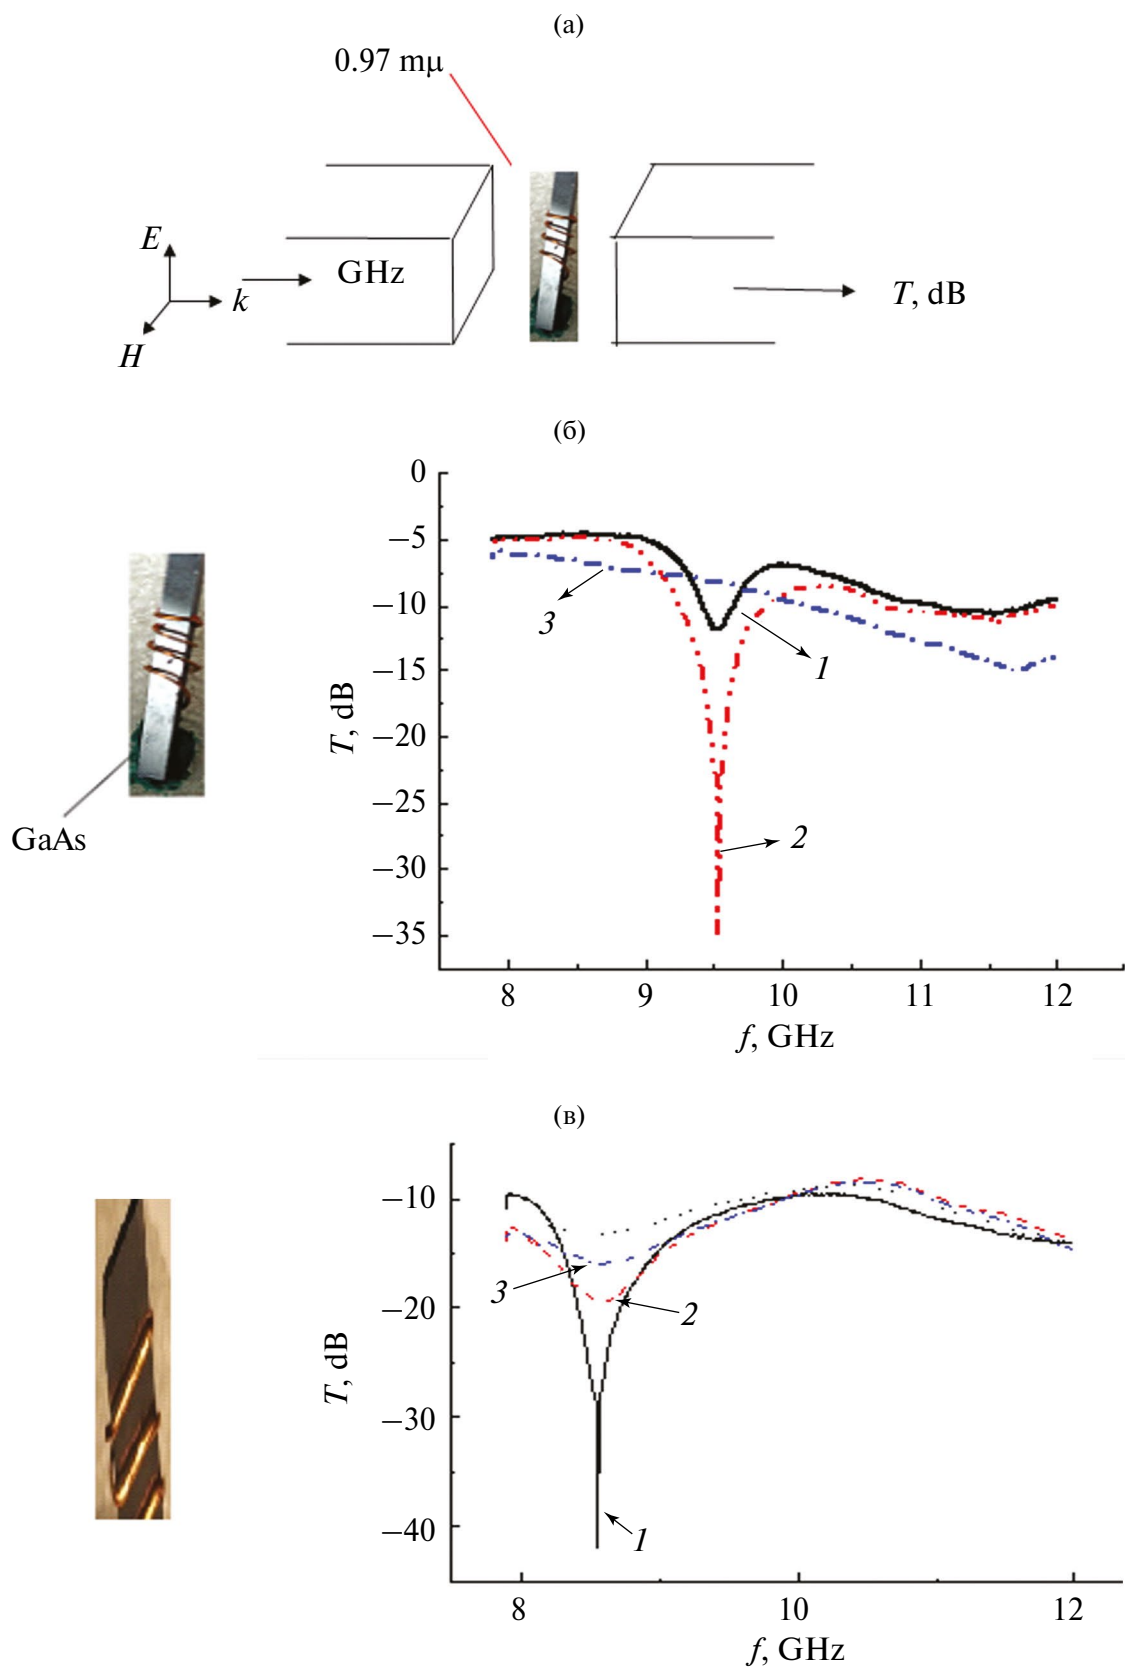 (а)
0.97 mμ
E
k
H
GHz
T, dB
(б)
0
−5
−10
−15
−20
−25
−30
−35
T, dB
3
1
2
GaAs
8 9 10 11 12
f, GHz
(в)
−10
−20
−30
−40
T, dB
3
2
1
8 10 12
f, GHz